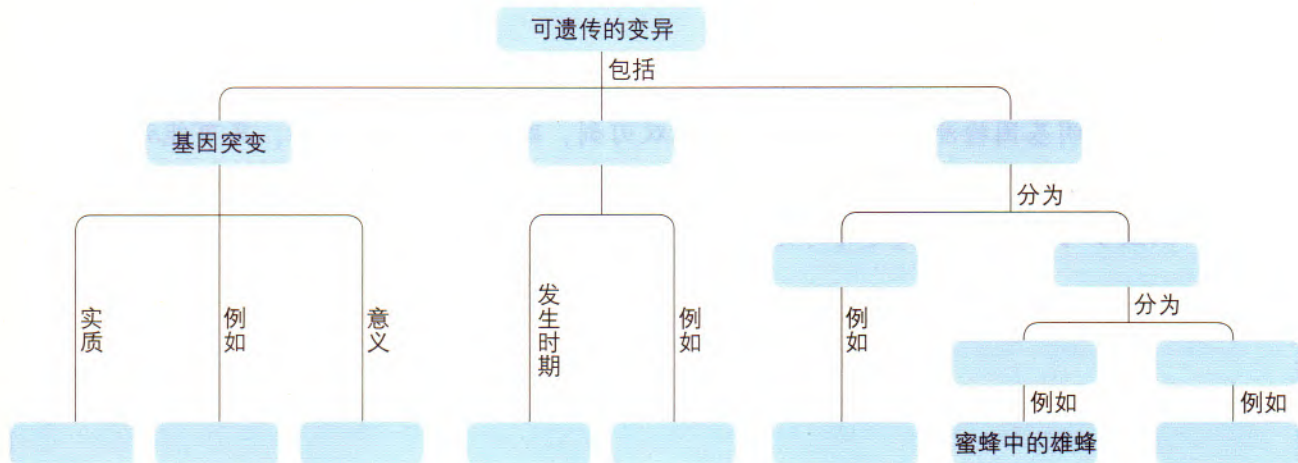 可遗传的变异
包括
基因突变
分为
实质
例如
意义
发生时期
例如
例如
分为
例如
例如
蜜蜂中的雄蜂